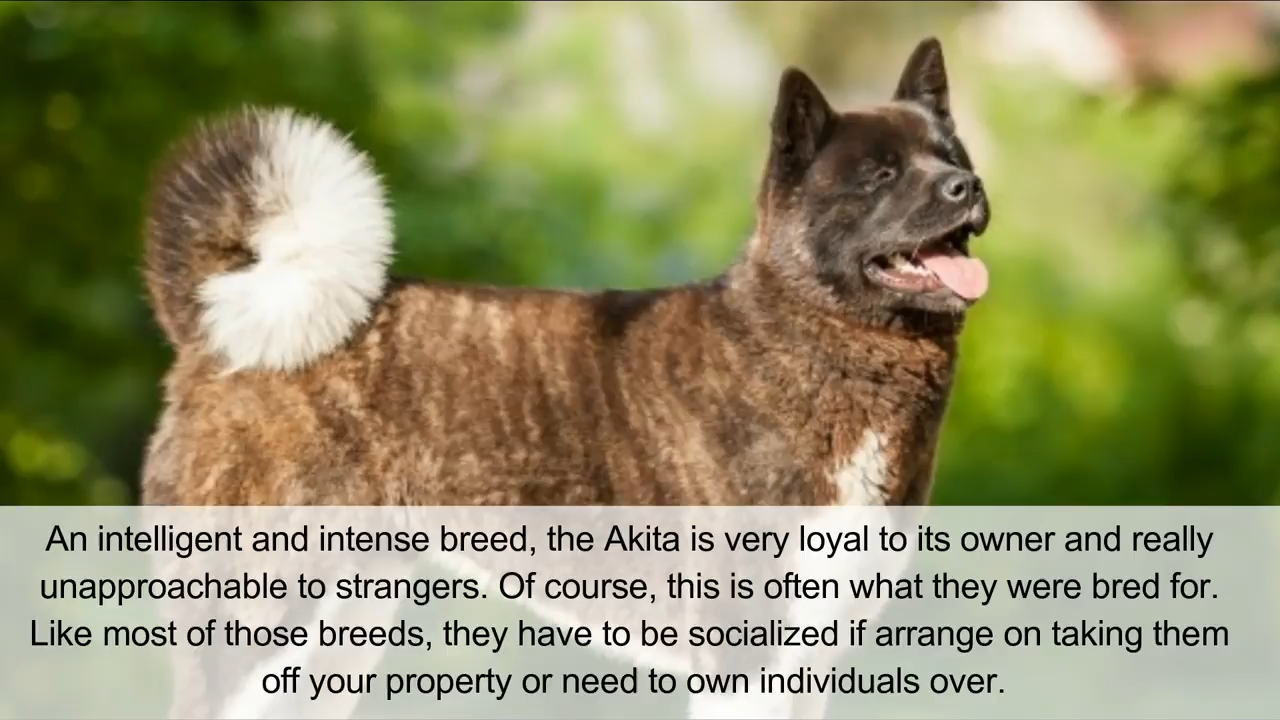 An intelligent and intense breed, the Akita is very loyal to its owner and really
unapproachable to strangers. Of course, this is often what they were bred for.
Like most of those breeds, they have to be socialized if arrange on taking them
off your property or need to own individuals over.